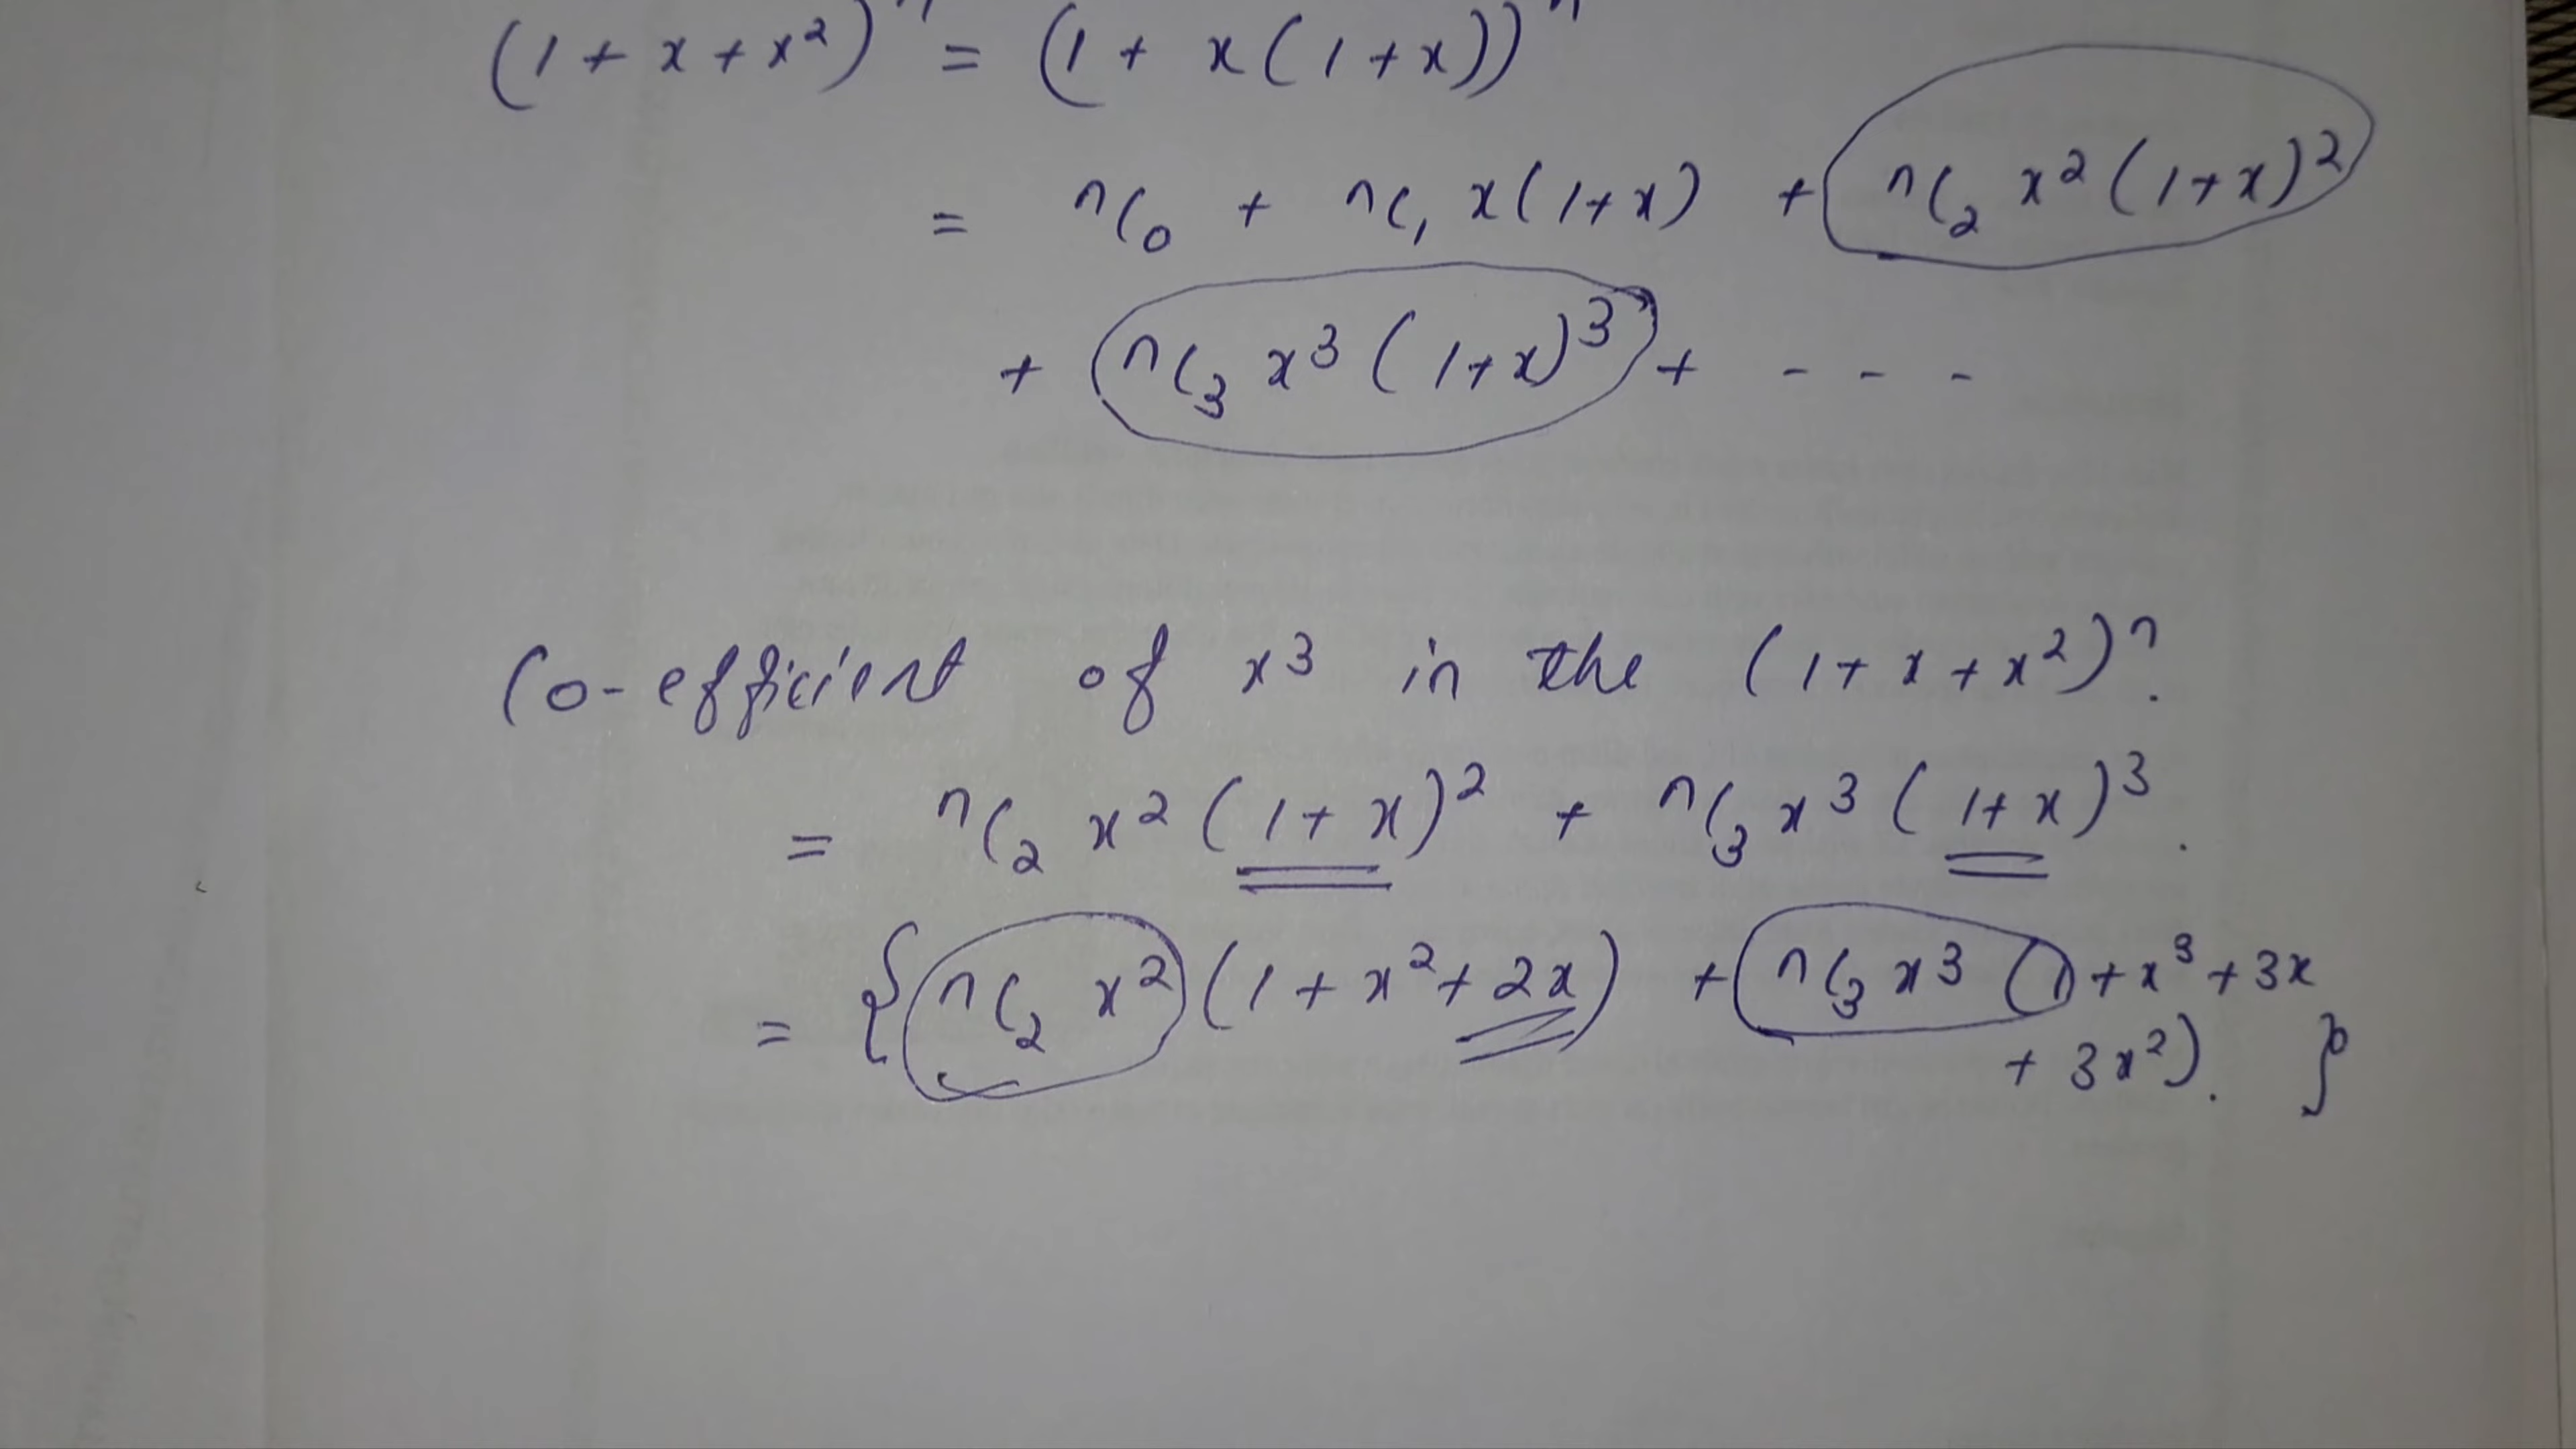 (1 + x + x²)ⁿ = (1 + x(1+x))ⁿ
= ⁿC₀ + ⁿC₁ x(1+x) + ⁿC₂ x²(1+x)²
+ ⁿC₃ x³(1+x)³ + - - -
Co-efficient of x³ in the (1+x+x²)ⁿ.
= ⁿC₂ x²(1+x)² + ⁿC₃ x³(1+x)³.
= {ⁿC₂ x²(1+x²+2x) + ⁿC₃ x³(1+x³+3x
+ 3x²). }